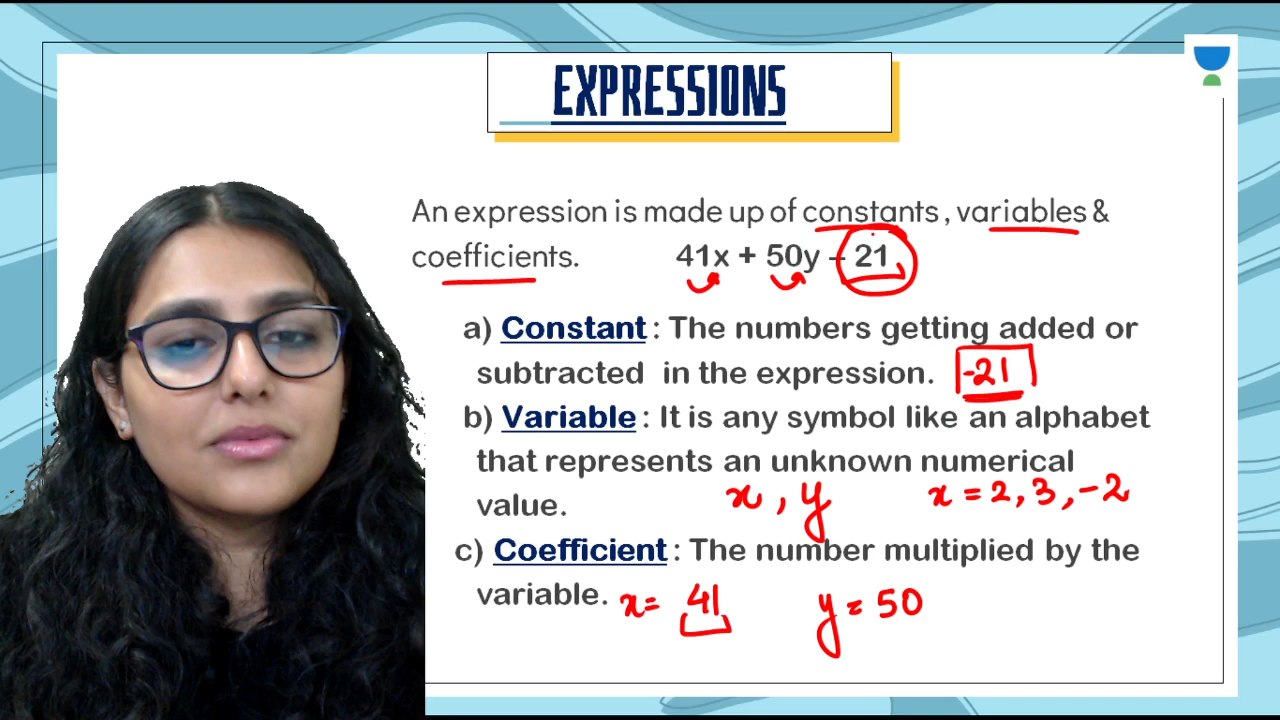 EXPRESSIONS
An expression is made up of constants , variables &
coefficients. 41x + 50y – 21
a) Constant : The numbers getting added or
subtracted in the expression. -21
b) Variable : It is any symbol like an alphabet
that represents an unknown numerical
value. x , y x = 2, 3, -2
c) Coefficient : The number multiplied by the
variable. x = 41 y = 50